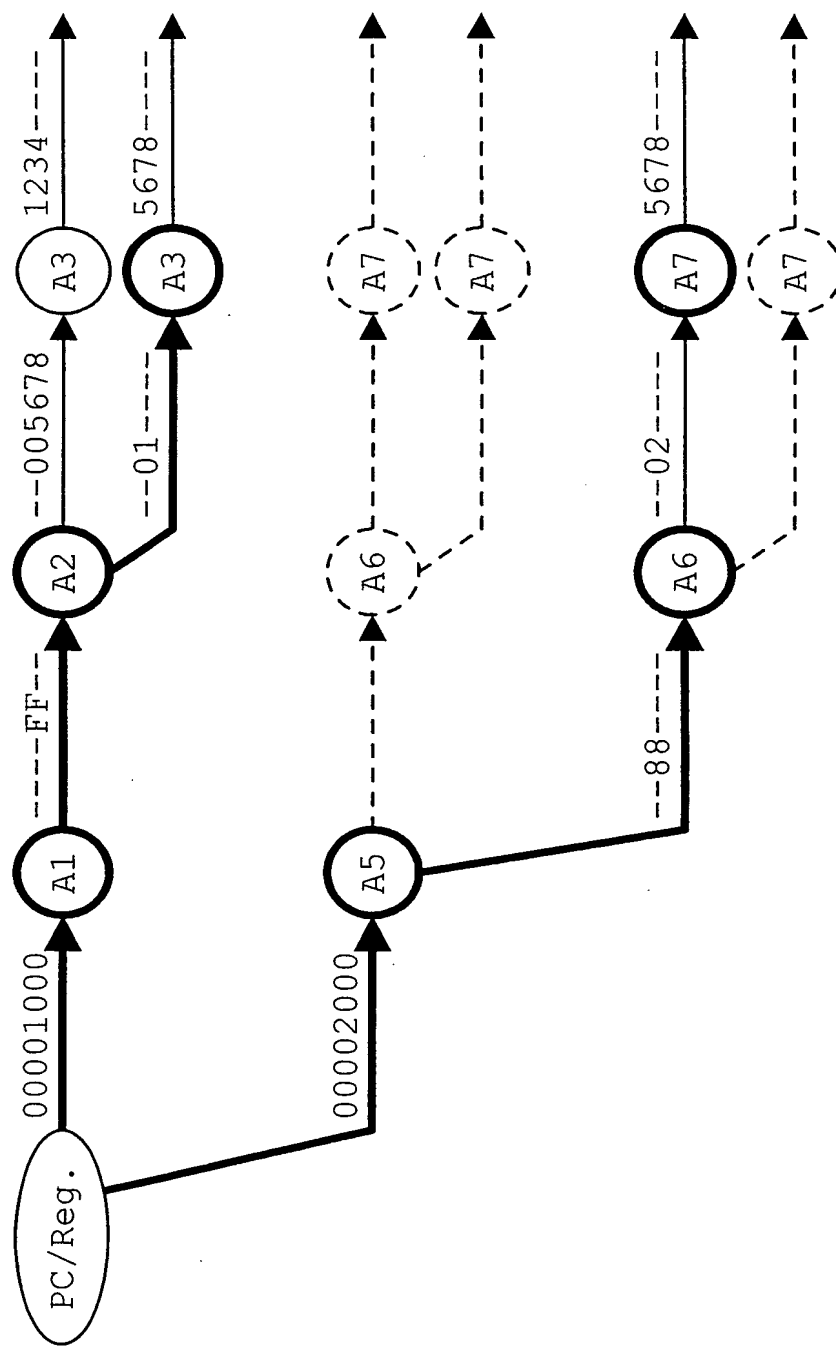 PC/Reg.
00001000
A1
----FF--
A2
--005678
A3
1234----
--01----
A3
5678----
00002000
A5
A6
A7
A7
--88----
A6
--02----
A7
5678----
A7